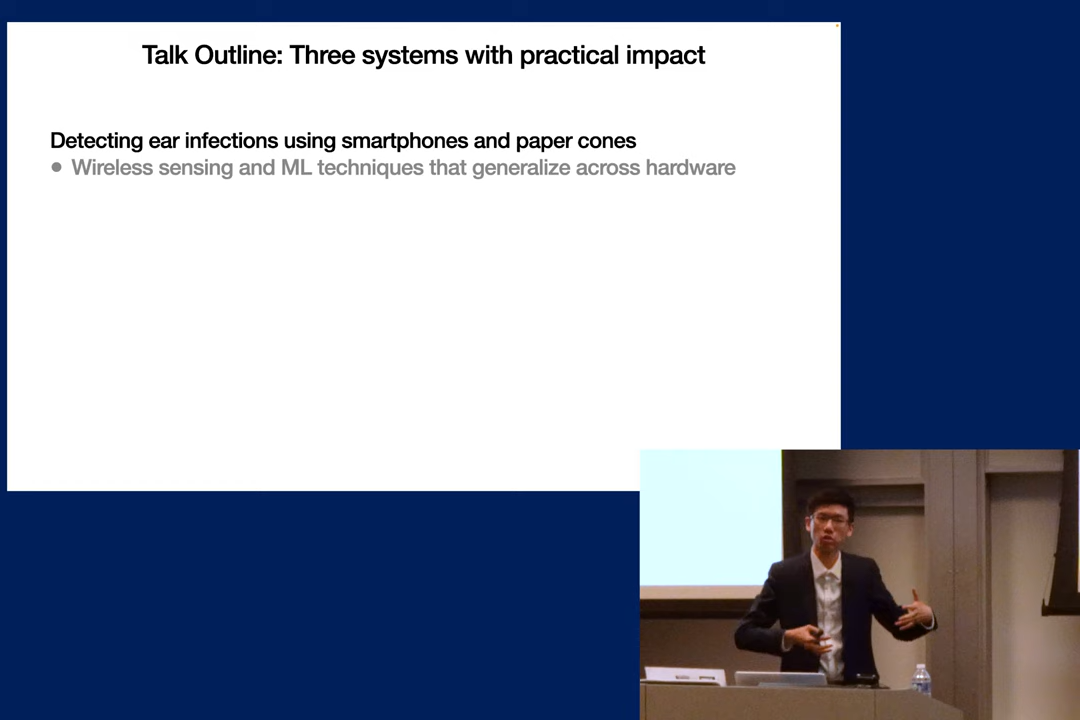 Talk Outline: Three systems with practical impact
Detecting ear infections using smartphones and paper cones
• Wireless sensing and ML techniques that generalize across hardware